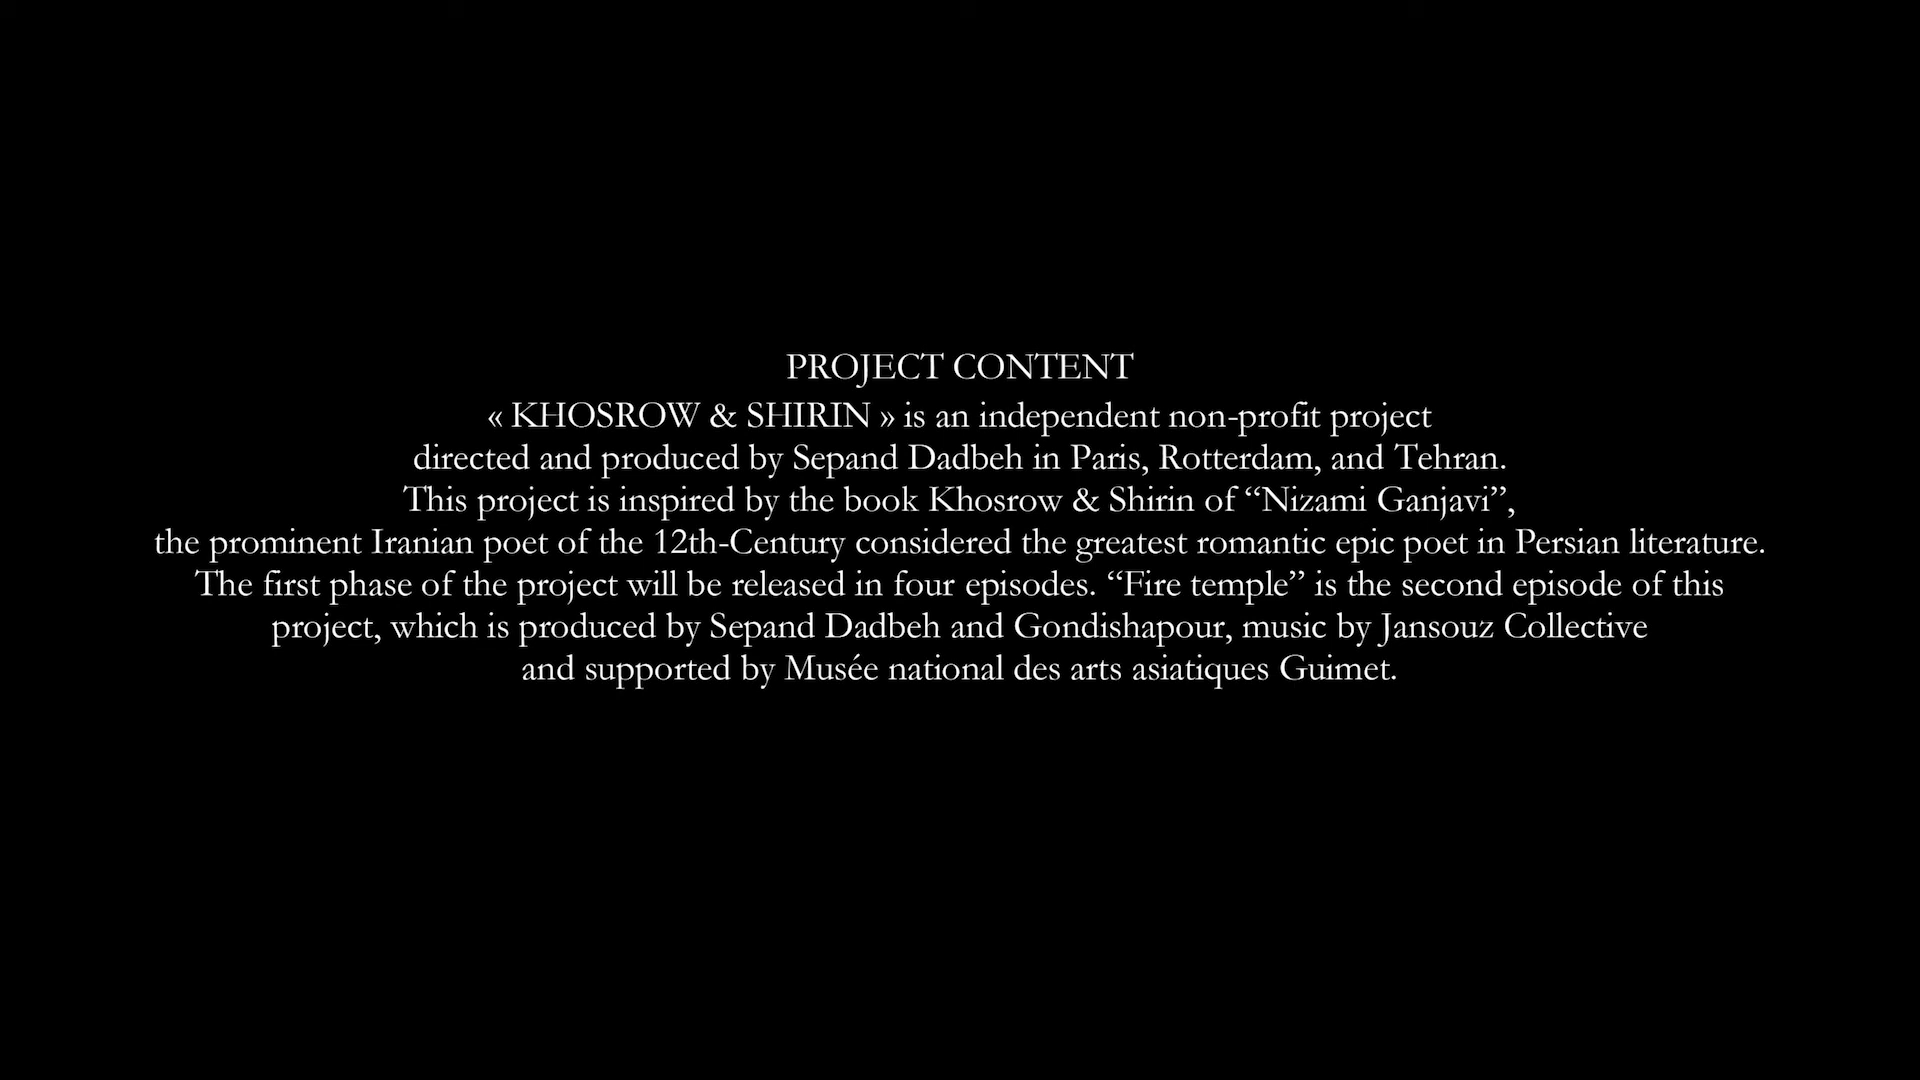 PROJECT CONTENT
« KHOSROW & SHIRIN » is an independent non-profit project
directed and produced by Sepand Dadbeh in Paris, Rotterdam, and Tehran.
This project is inspired by the book Khosrow & Shirin of “Nizami Ganjavi”,
the prominent Iranian poet of the 12th-Century considered the greatest romantic epic poet in Persian literature.
The first phase of the project will be released in four episodes. “Fire temple” is the second episode of this
project, which is produced by Sepand Dadbeh and Gondishapour, music by Jansouz Collective
and supported by Musée national des arts asiatiques Guimet.